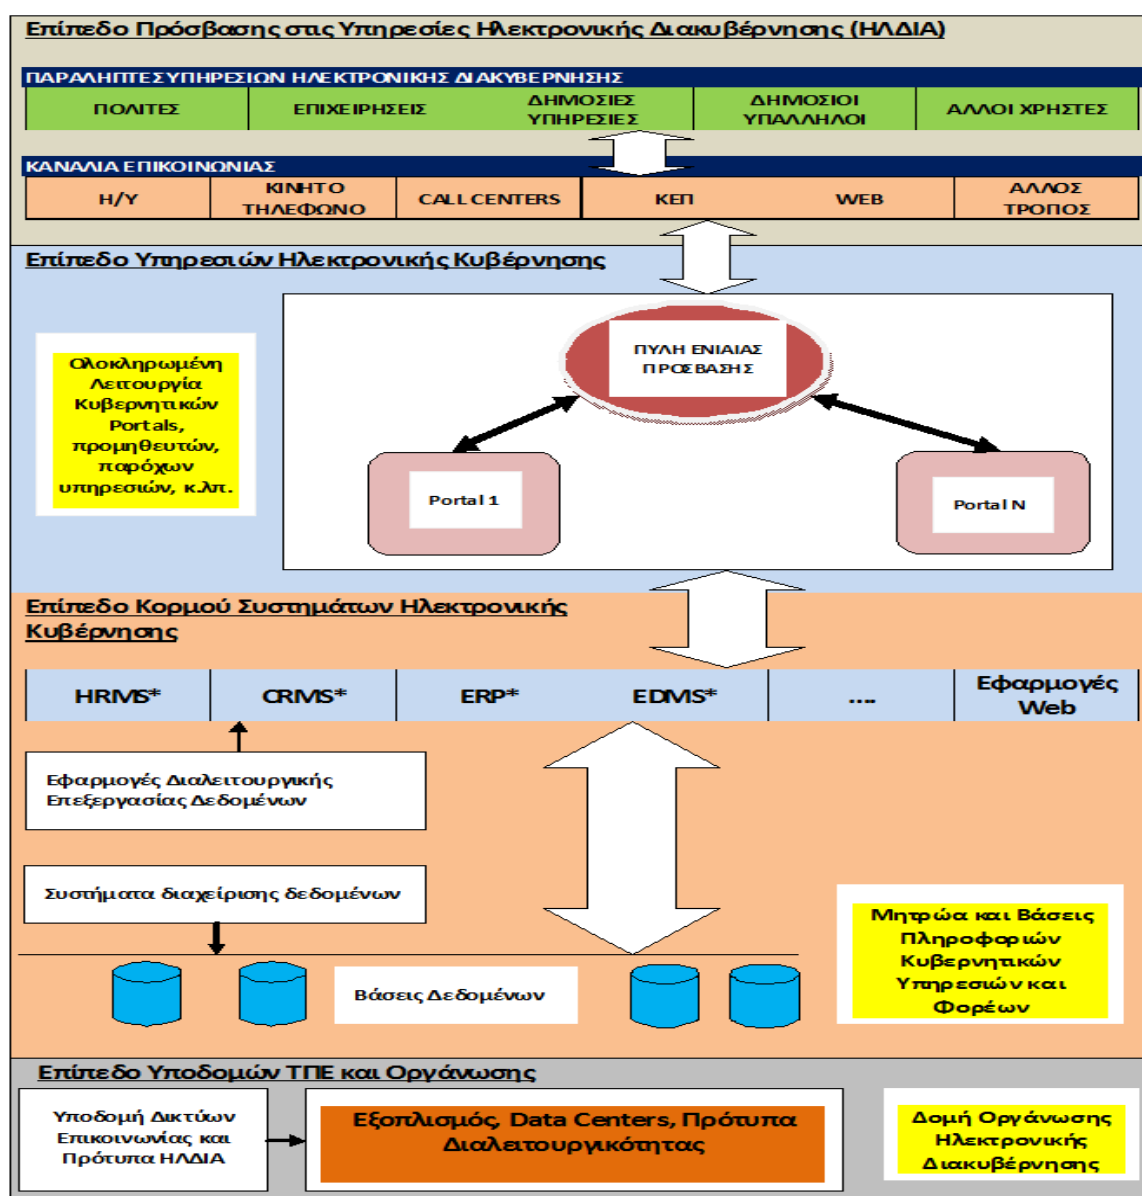 Επίπεδο Πρόσβασης στις Υπηρεσίες Ηλεκτρονικής Διακυβέρνησης (ΗΛΔΙΑ)
ΠΑΡΑΛΗΠΤΕΣ ΥΠΗΡΕΣΙΩΝ ΗΛΕΚΤΡΟΝΙΚΗΣ ΔΙΑΚΥΒΕΡΝΗΣΗΣ
ΠΟΛΙΤΕΣ
ΕΠΙΧΕΙΡΗΣΕΙΣ
ΔΗΜΟΣΙΕΣ
ΥΠΗΡΕΣΙΕΣ
ΔΗΜΟΣΙΟΙ
ΥΠΑΛΛΗΛΟΙ
ΑΛΛΟΙ ΧΡΗΣΤΕΣ
ΚΑΝΑΛΙΑ ΕΠΙΚΟΙΝΩΝΙΑΣ
Η/Υ
ΚΙΝΗΤΟ
ΤΗΛΕΦΩΝΟ
CALL CENTERS
ΚΕΠ
WEB
ΑΛΛΟΣ
ΤΡΟΠΟΣ
Επίπεδο Υπηρεσιών Ηλεκτρονικής Κυβέρνησης
Ολοκληρωμένη
Λειτουργία
Κυβερνητικών
Portals,
προμηθευτών,
παρόχων
υπηρεσιών, κ.λπ.
ΠΥΛΗ ΕΝΙΑΙΑΣ
ΠΡΟΣΒΑΣΗΣ
Portal 1
Portal N
Επίπεδο Κορμού Συστημάτων Ηλεκτρονικής
Κυβέρνησης
HRMS*
CRMS*
ERP*
EDMS*
....
Εφαρμογές
Web
Εφαρμογές Διαλειτουργικής
Επεξεργασίας Δεδομένων
Συστήματα διαχείρισης δεδομένων
Βάσεις Δεδομένων
Μητρώα και Βάσεις
Πληροφοριών
Κυβερνητικών
Υπηρεσιών και
Φορέων
Επίπεδο Υποδομών ΤΠΕ και Οργάνωσης
Υποδομή Δικτύων
Επικοινωνίας και
Πρότυπα ΗΛΔΙΑ
Εξοπλισμός, Data Centers, Πρότυπα
Διαλειτουργικότητας
Δομή Οργάνωσης
Ηλεκτρονικής
Διακυβέρνησης